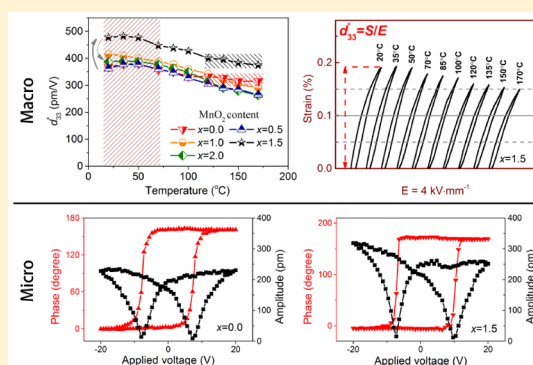 Macro
d*33 (pm/V)
600
500
400
300
200
100
0
MnO2 content
x=0.0 x=0.5
x=1.0 x=1.5
x=2.0
0 50 100 150 200
Temperature (°C)
d*33=S/E
Strain (%)
0.2
0.1
0.0
20°C 35°C 50°C 70°C 85°C 100°C 120°C 135°C 150°C 170°C
x=1.5
E = 4 kV·mm-1
Micro
Phase (degree)
180
120
60
0
Amplitude (pm)
400
300
200
100
0
x=0.0
-20 -10 0 10 20
Applied voltage (V)
Phase (degree)
200
100
0
Amplitude (pm)
400
300
200
100
0
x=1.5
-20 -10 0 10 20
Applied voltage (V)